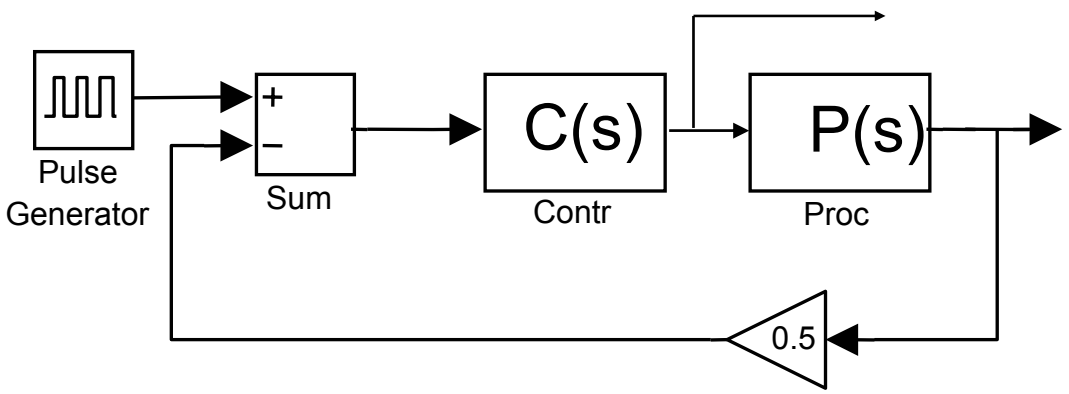 +
−
C(s)
P(s)
Pulse
Generator
Sum
Contr
Proc
0.5